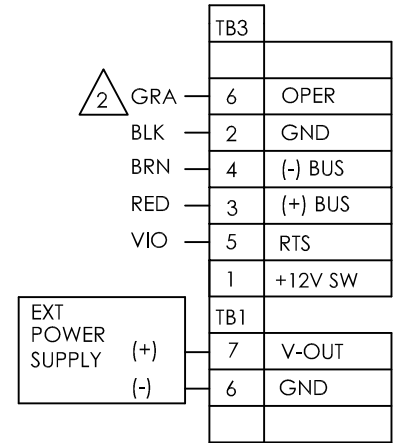 TB3
2 GRA 6 OPER
BLK 2 GND
BRN 4 (-) BUS
RED 3 (+) BUS
VIO 5 RTS
1 +12V SW
TB1
EXT
POWER
SUPPLY (+) 7 V-OUT
(-) 6 GND